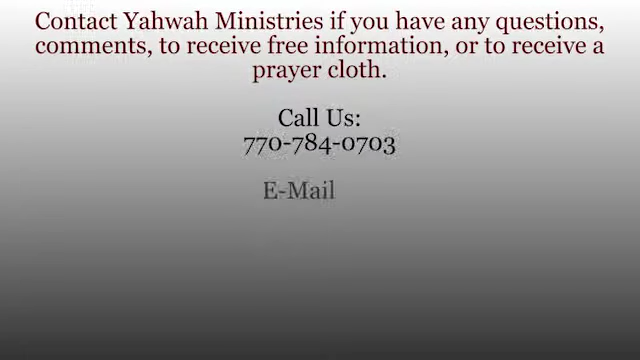 Contact Yahwah Ministries if you have any questions,
comments, to receive free information, or to receive a
prayer cloth.
Call Us:
770-784-0703
E-Mail